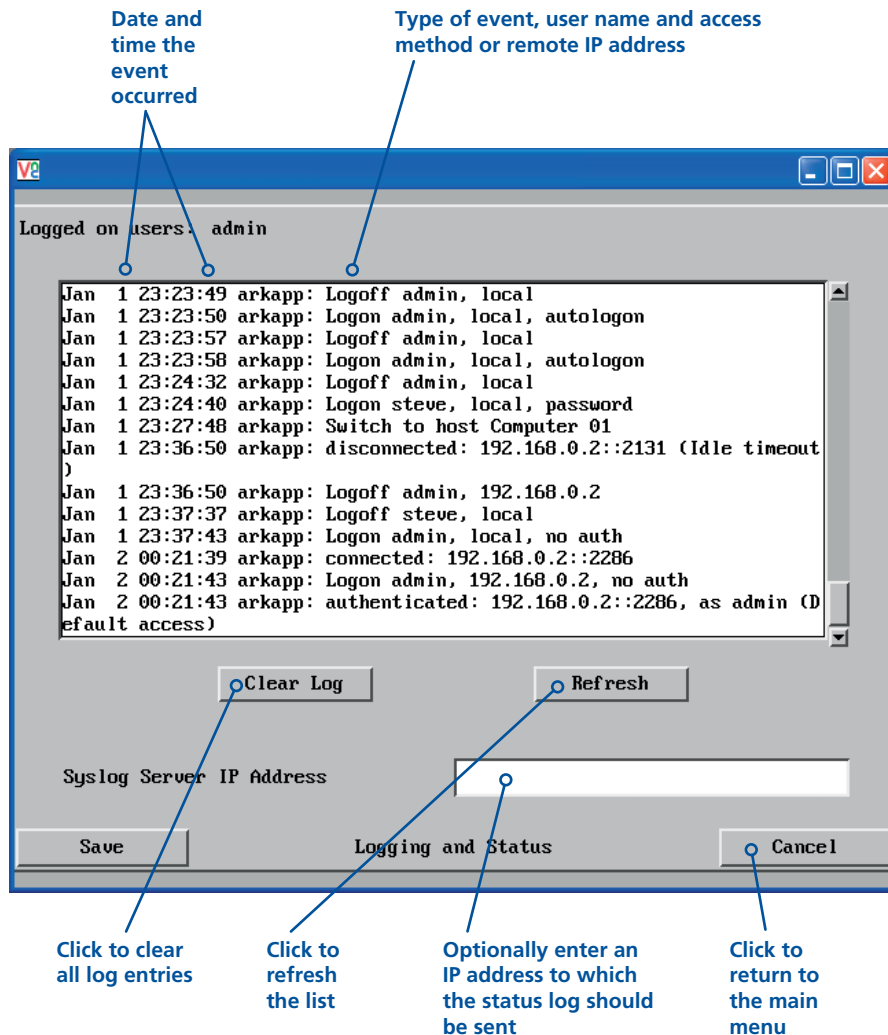 Date and
time the
event
occurred
Type of event, user name and access
method or remote IP address
Logged on users: admin
Jan  1 23:23:49 arkapp: Logoff admin, local
Jan  1 23:23:50 arkapp: Logon admin, local, autologon
Jan  1 23:23:57 arkapp: Logoff admin, local
Jan  1 23:23:58 arkapp: Logon admin, local, autologon
Jan  1 23:24:32 arkapp: Logoff admin, local
Jan  1 23:24:40 arkapp: Logon steve, local, password
Jan  1 23:27:48 arkapp: Switch to host Computer 01
Jan  1 23:36:50 arkapp: disconnected: 192.168.0.2::2131 (Idle timeout
)
Jan  1 23:36:50 arkapp: Logoff admin, 192.168.0.2
Jan  1 23:37:37 arkapp: Logoff steve, local
Jan  1 23:37:43 arkapp: Logon admin, local, no auth
Jan  2 00:21:39 arkapp: connected: 192.168.0.2::2286
Jan  2 00:21:43 arkapp: Logon admin, 192.168.0.2, no auth
Jan  2 00:21:43 arkapp: authenticated: 192.168.0.2::2286, as admin (D
efault access)
Clear Log
Refresh
Syslog Server IP Address
Save
Logging and Status
Cancel
Click to clear
all log entries
Click to
refresh
the list
Optionally enter an
IP address to which
the status log should
be sent
Click to
return to
the main
menu